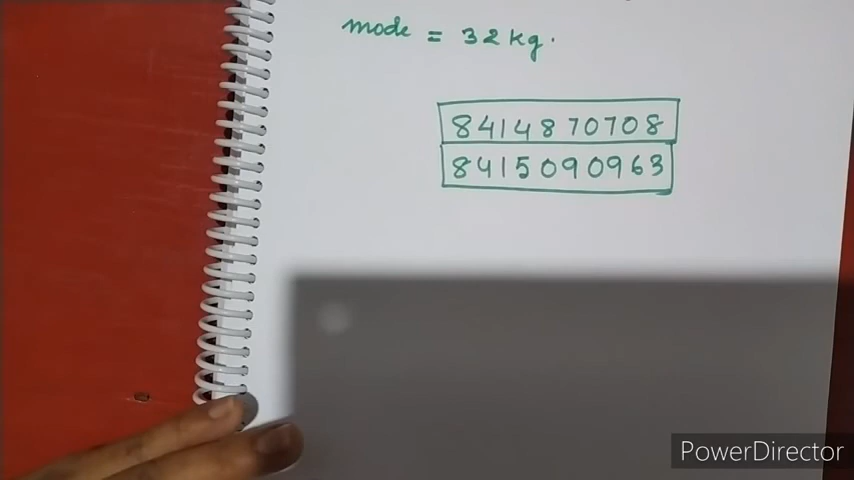 mode = 32 kg.
8414870708
8415090963
PowerDirector